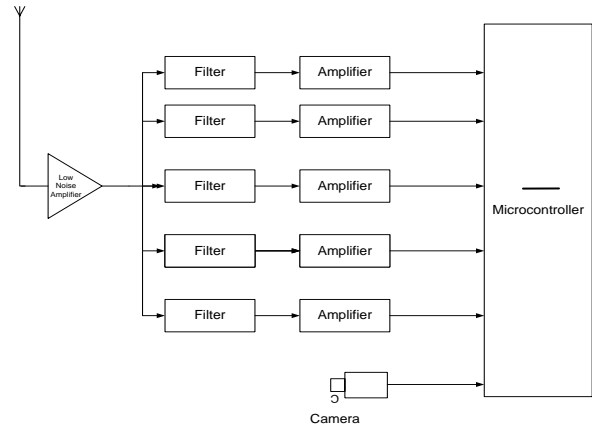 Filter
Amplifier
Filter
Amplifier
Low
Noise
Amplifier
Filter
Amplifier
Microcontroller
Filter
Amplifier
Filter
Amplifier
Camera